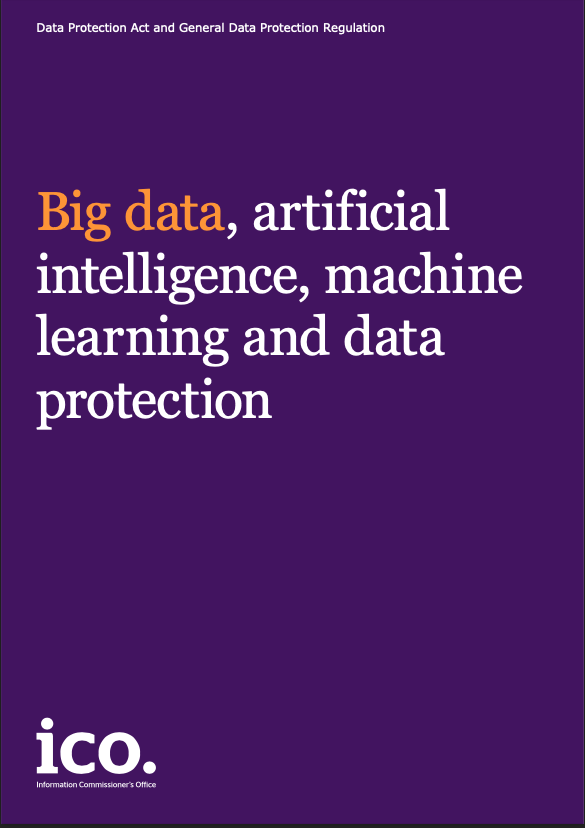 Data Protection Act and General Data Protection Regulation
Big data, artificial
intelligence, machine
learning and data
protection
ico.
Information Commissioner's Office